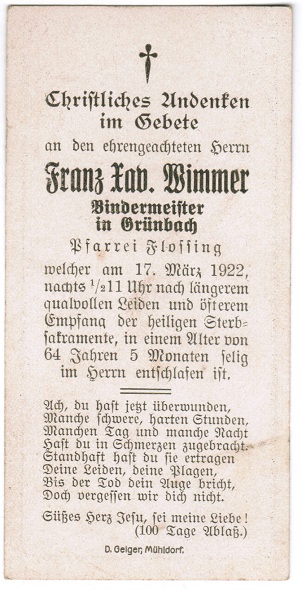 Christliches Andenken
im Gebete
an den ehrengeachteten Herrn
Franz Xav. Wimmer
Bindermeister
in Grünbach
Pfarrei Flossing
welcher am 17. März 1922,
nachts ½11 Uhr nach längerem
qualvollen Leiden und öfterem
Empfang der heiligen Sterb-
sakramente, in einem Alter von
64 Jahren 5 Monaten selig
im Herrn entschlafen ist.
Ach, du hast jetzt überwunden,
Manche schwere, harten Stunden,
Manchen Tag und manche Nacht
Hast du in Schmerzen zugebracht.
Standhaft hast du sie ertragen
Deine Leiden, deine Plagen,
Bis der Tod dein Auge bricht,
Doch vergessen wir dich nicht.
Süßes Herz Jesu, sei meine Liebe!
(100 Tage Ablaß.)
D. Geiger, Mühldorf.